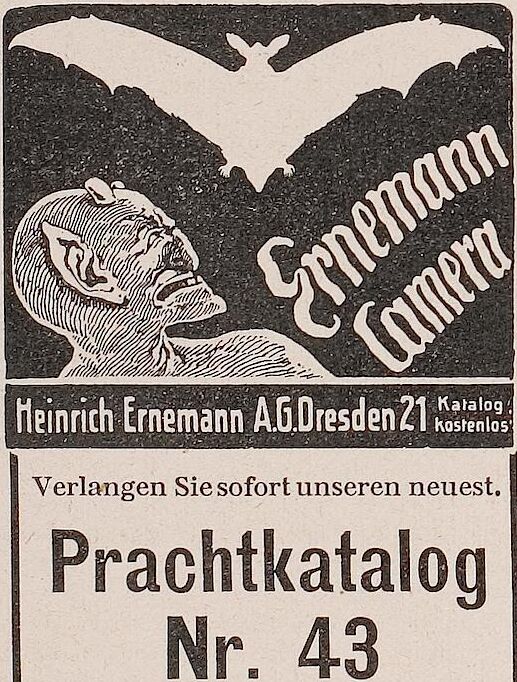 Ernemann
Camera
Heinrich Ernemann A.G. Dresden 21 Katalog
kostenlos
Verlangen Sie sofort unseren neuest.
Prachtkatalog
Nr. 43